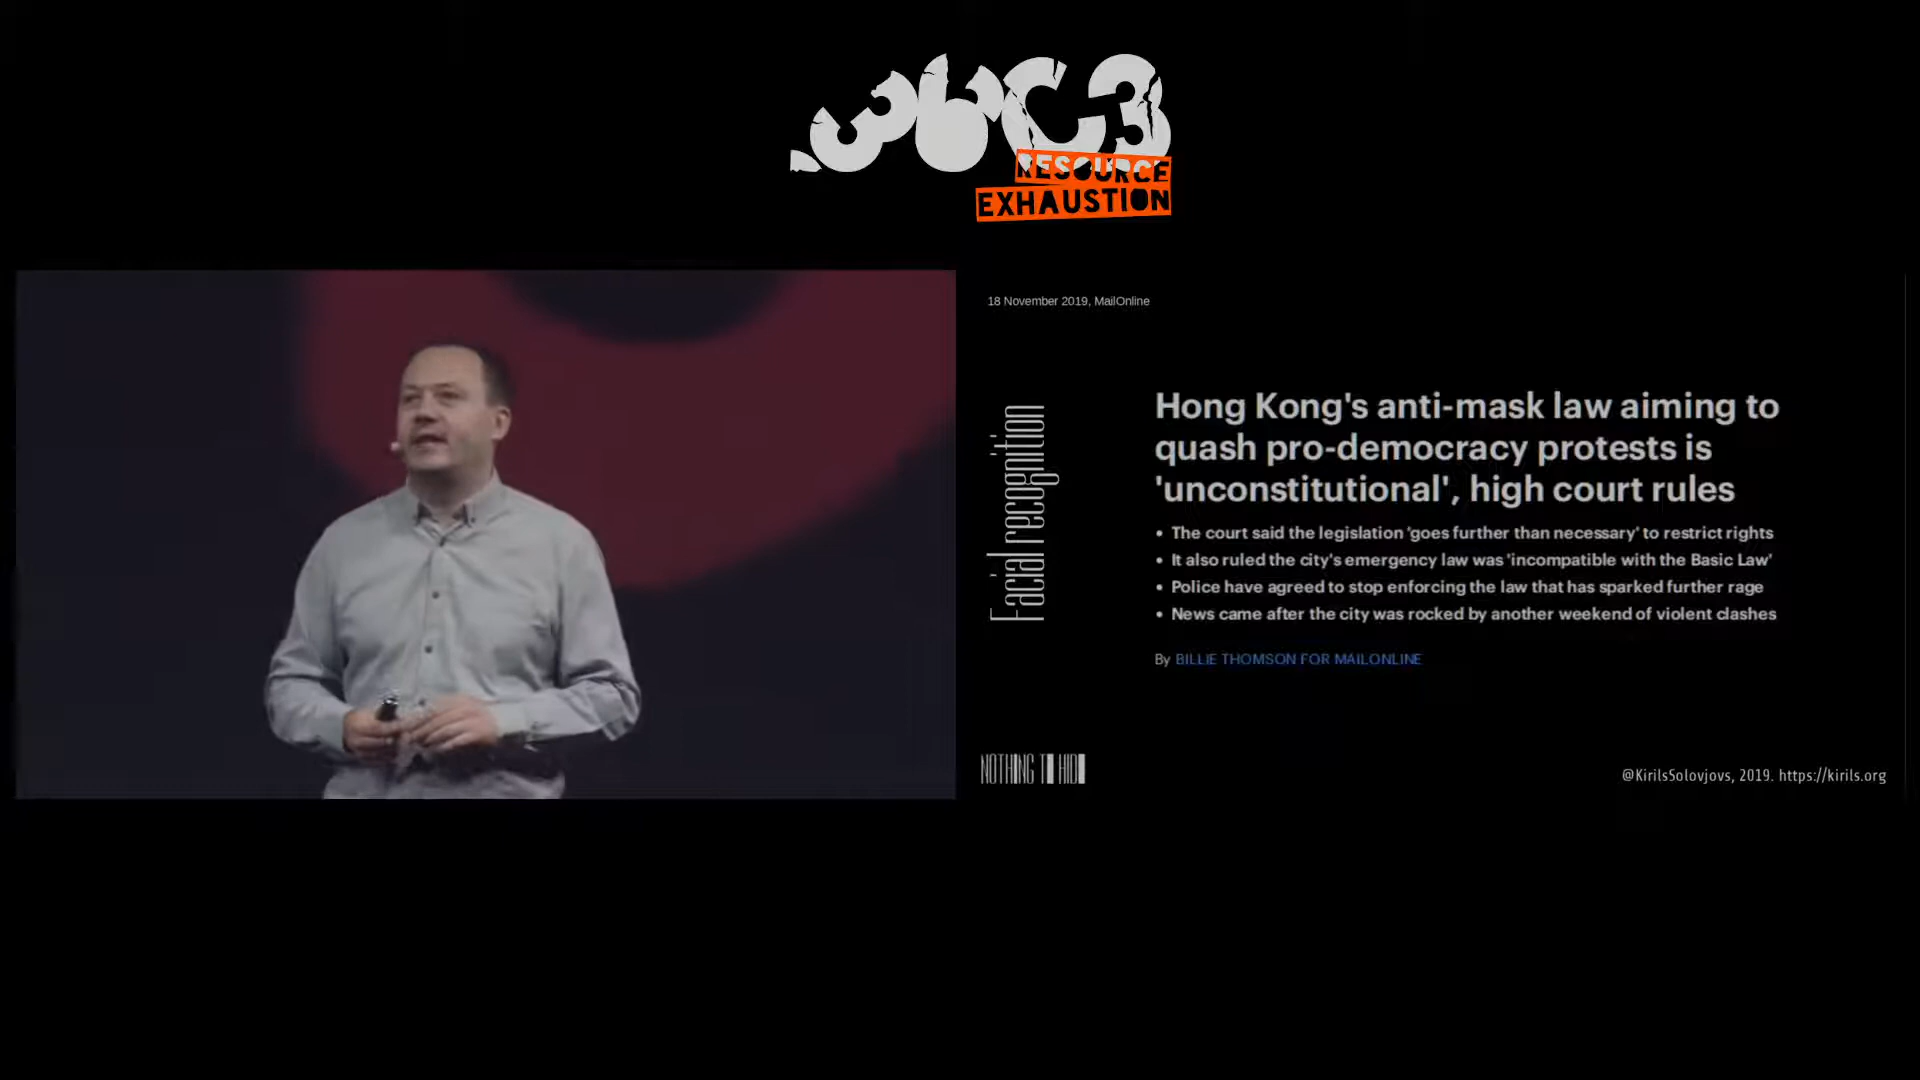 36C3
RESOURCE
EXHAUSTION
18 November 2019, MailOnline
Facial recognition
Hong Kong's anti-mask law aiming to
quash pro-democracy protests is
'unconstitutional', high court rules
• The court said the legislation 'goes further than necessary' to restrict rights
• It also ruled the city's emergency law was 'incompatible with the Basic Law'
• Police have agreed to stop enforcing the law that has sparked further rage
• News came after the city was rocked by another weekend of violent clashes
By BILLIE THOMSON FOR MAILONLINE
NOTHING TO HIDE
@KirilsSolovjovs, 2019. https://kirils.org